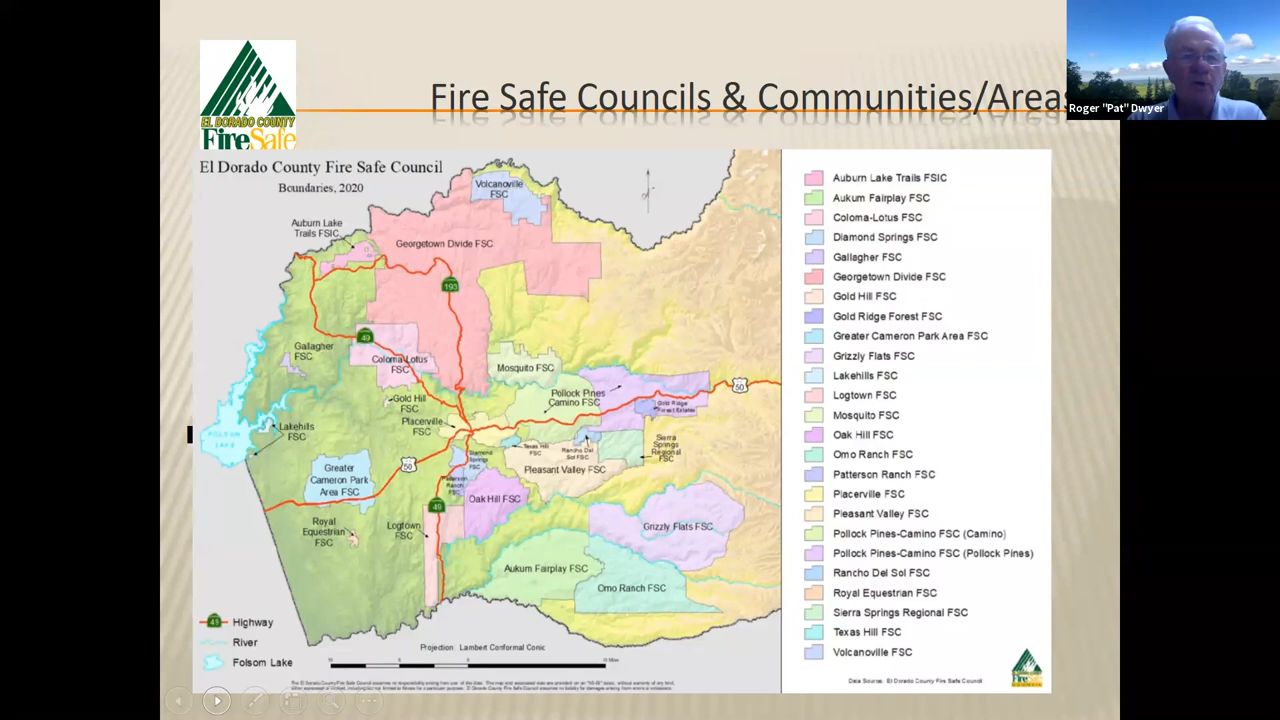 Fire Safe Councils & Communities/Areas
Roger "Pat" Dwyer
EL DORADO COUNTY
FireSafe
El Dorado County Fire Safe Council
Boundaries, 2020
Volcanoville
FSC
Auburn Lake
Trails FSIC
Georgetown Divide FSC
193
49
Gallagher
FSC
Coloma-Lotus
FSC
Mosquito FSC
50
Pollock Pines
Camino FSC
Gold Hill
FSC
Gold Ridge
Forest Estates
Placerville
FSC
Lakehills
FSC
FOLSOM
LAKE
Texas Hill
FSC
Rancho Del
Sol FSC
Sierra
Springs
Regional
FSC
Diamond
Springs
FSC
50
Pleasant Valley FSC
Greater
Cameron Park
Area FSC
Patterson
Ranch
FSC
Oak Hill FSC
49
Royal
Equestrian
FSC
Logtown
FSC
Grizzly Flats FSC
Aukum Fairplay FSC
Omo Ranch FSC
49
Highway
River
Folsom Lake
Projection: Lambert Conformal Conic
Auburn Lake Trails FSIC
Aukum Fairplay FSC
Coloma-Lotus FSC
Diamond Springs FSC
Gallagher FSC
Georgetown Divide FSC
Gold Hill FSC
Gold Ridge Forest FSC
Greater Cameron Park Area FSC
Grizzly Flats FSC
Lakehills FSC
Logtown FSC
Mosquito FSC
Oak Hill FSC
Omo Ranch FSC
Patterson Ranch FSC
Placerville FSC
Pleasant Valley FSC
Pollock Pines-Camino FSC (Camino)
Pollock Pines-Camino FSC (Pollock Pines)
Rancho Del Sol FSC
Royal Equestrian FSC
Sierra Springs Regional FSC
Texas Hill FSC
Volcanoville FSC
Data Source: El Dorado County Fire Safe Council